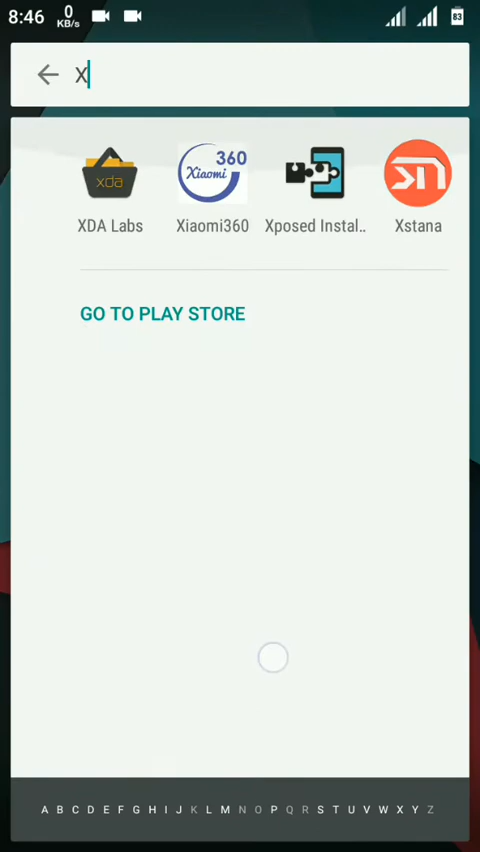 8:46 0 KB/s 83
X
xda Xiaomi 360
XDA Labs Xiaomi360 Xposed Instal.. Xstana
GO TO PLAY STORE
A B C D E F G H I J K L M N O P Q R S T U V W X Y Z